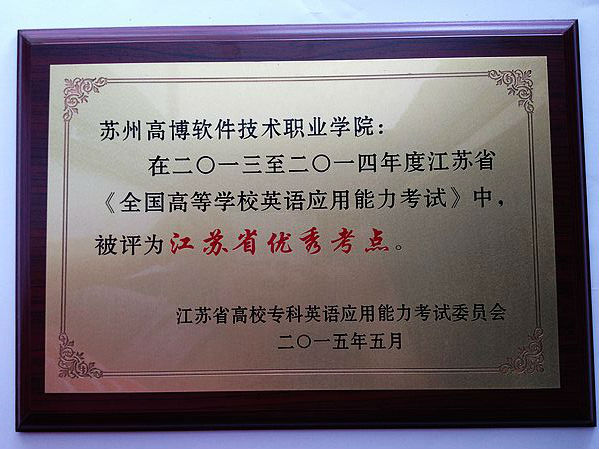 苏州高博软件技术职业学院：
在二〇一三至二〇一四年度江苏省
《全国高等学校英语应用能力考试》中，
被评为江苏省优秀考点。
江苏省高校专科英语应用能力考试委员会
二〇一五年五月